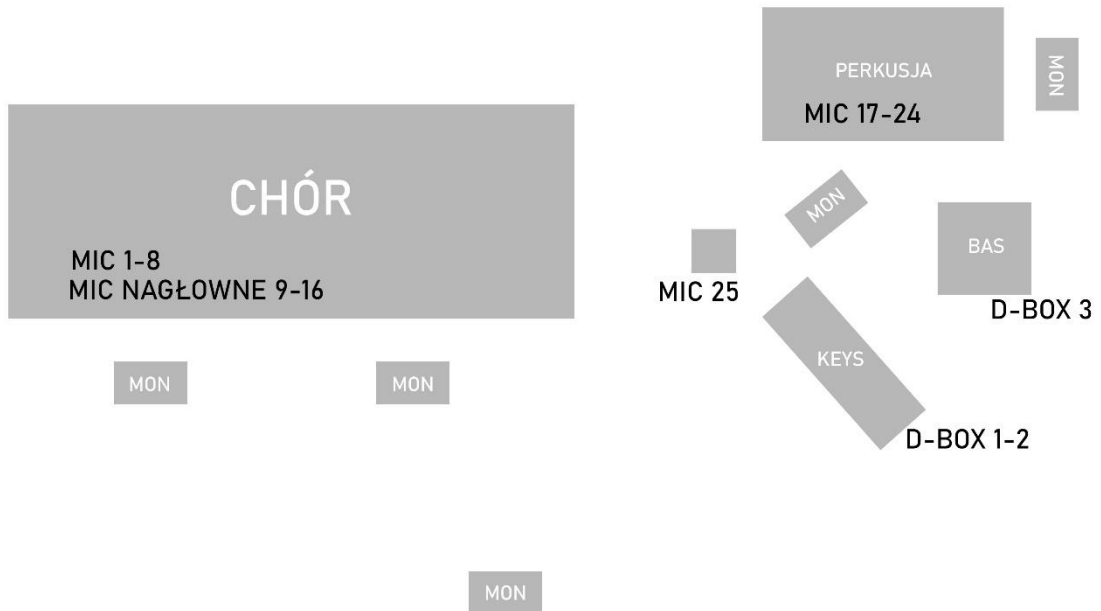 PERKUSJA
MIC 17-24
MON
CHÓR
MIC 1-8
MIC NAGŁOWNE 9-16
MON
MON
MON
MIC 25
BAS
D-BOX 3
KEYS
D-BOX 1-2
MON